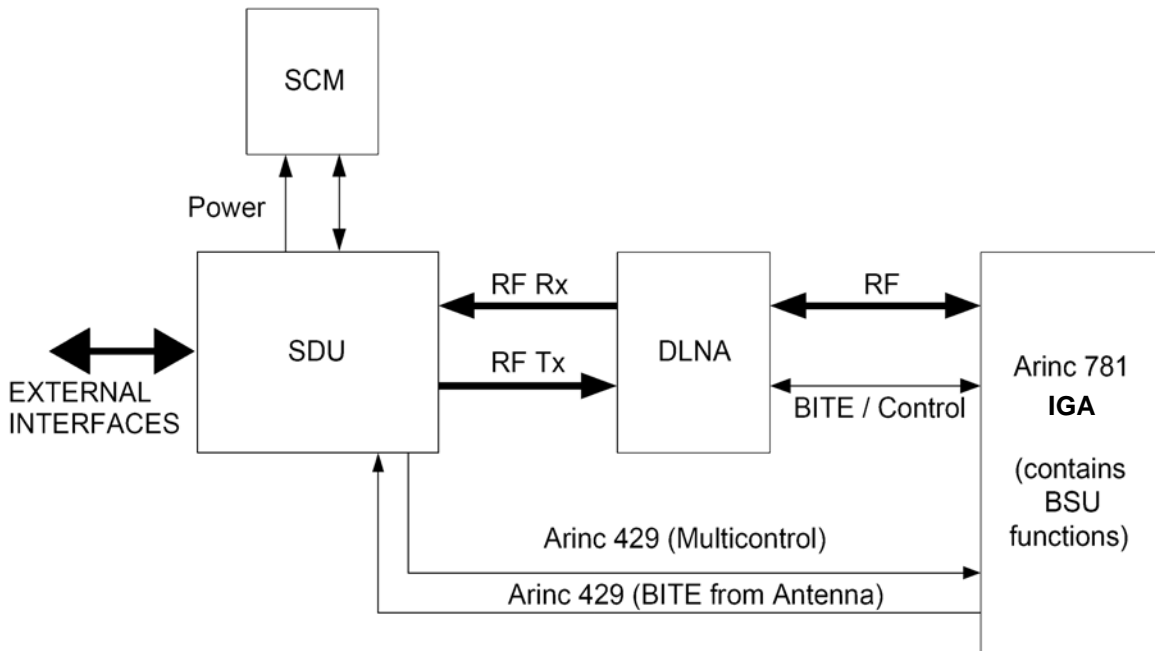 SCM
Power
RF Rx
RF
SDU
DLNA
RF Tx
EXTERNAL
INTERFACES
BITE / Control
Arinc 781
IGA
(contains
BSU
functions)
Arinc 429 (Multicontrol)
Arinc 429 (BITE from Antenna)